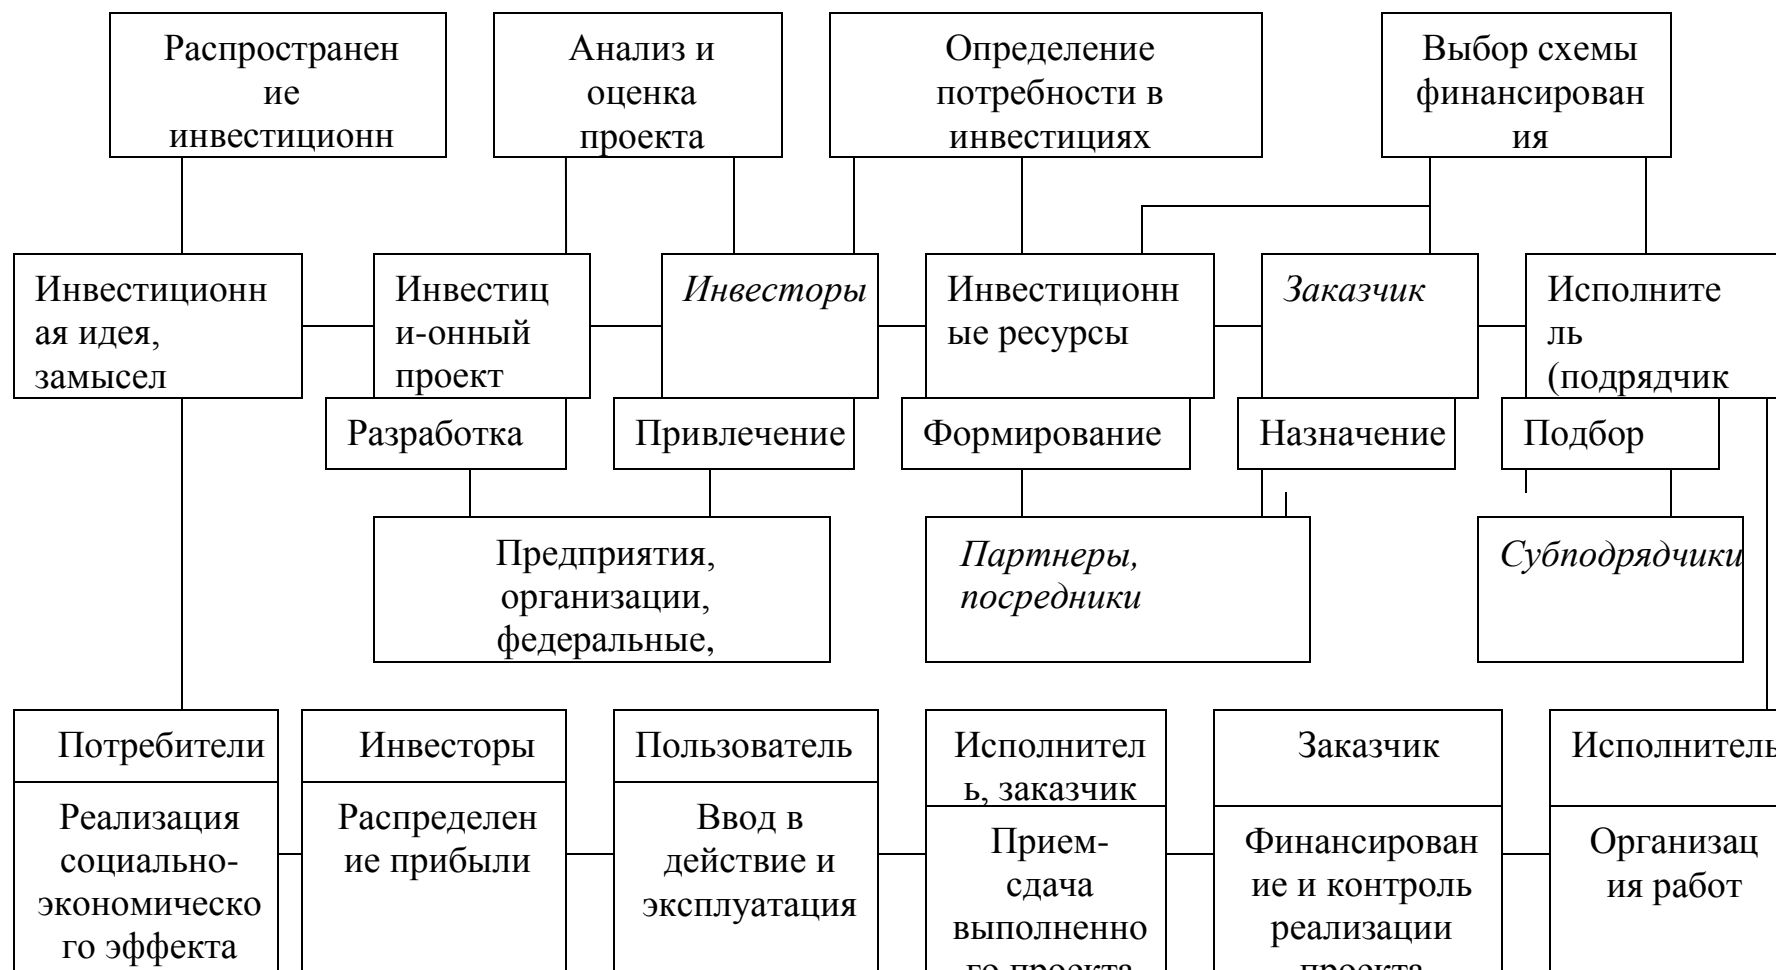 Распространен
ие
инвестиционн
Анализ и
оценка
проекта
Определение
потребности в
инвестициях
Выбор схемы
финансирован
ия
Инвестиционн
ая идея,
замысел
Инвестиц
и-онный
проект
Инвесторы
Инвестиционн
ые ресурсы
Заказчик
Исполните
ль
(подрядчик
Разработка
Привлечение
Формирование
Назначение
Подбор
Предприятия,
организации,
федеральные,
Партнеры,
посредники
Субподрядчики
Потребители
Инвесторы
Пользователь
Исполнител
ь, заказчик
Заказчик
Исполнитель
Реализация
социально-
экономическо
го эффекта
Распределен
ие прибыли
Ввод в
действие и
эксплуатация
Прием-
сдача
выполненно
го проекта
Финансирован
ие и контроль
реализации
проекта
Организац
ия работ